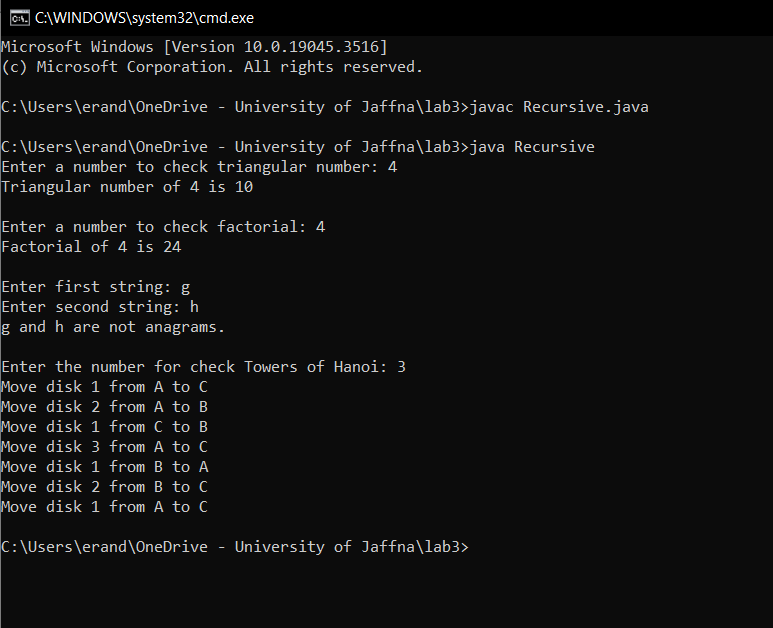 C:\WINDOWS\system32\cmd.exe
Microsoft Windows [Version 10.0.19045.3516]
(c) Microsoft Corporation. All rights reserved.
C:\Users\erand\OneDrive - University of Jaffna\lab3>javac Recursive.java
C:\Users\erand\OneDrive - University of Jaffna\lab3>java Recursive
Enter a number to check triangular number: 4
Triangular number of 4 is 10
Enter a number to check factorial: 4
Factorial of 4 is 24
Enter first string: g
Enter second string: h
g and h are not anagrams.
Enter the number for check Towers of Hanoi: 3
Move disk 1 from A to C
Move disk 2 from A to B
Move disk 1 from C to B
Move disk 3 from A to C
Move disk 1 from B to A
Move disk 2 from B to C
Move disk 1 from A to C
C:\Users\erand\OneDrive - University of Jaffna\lab3>